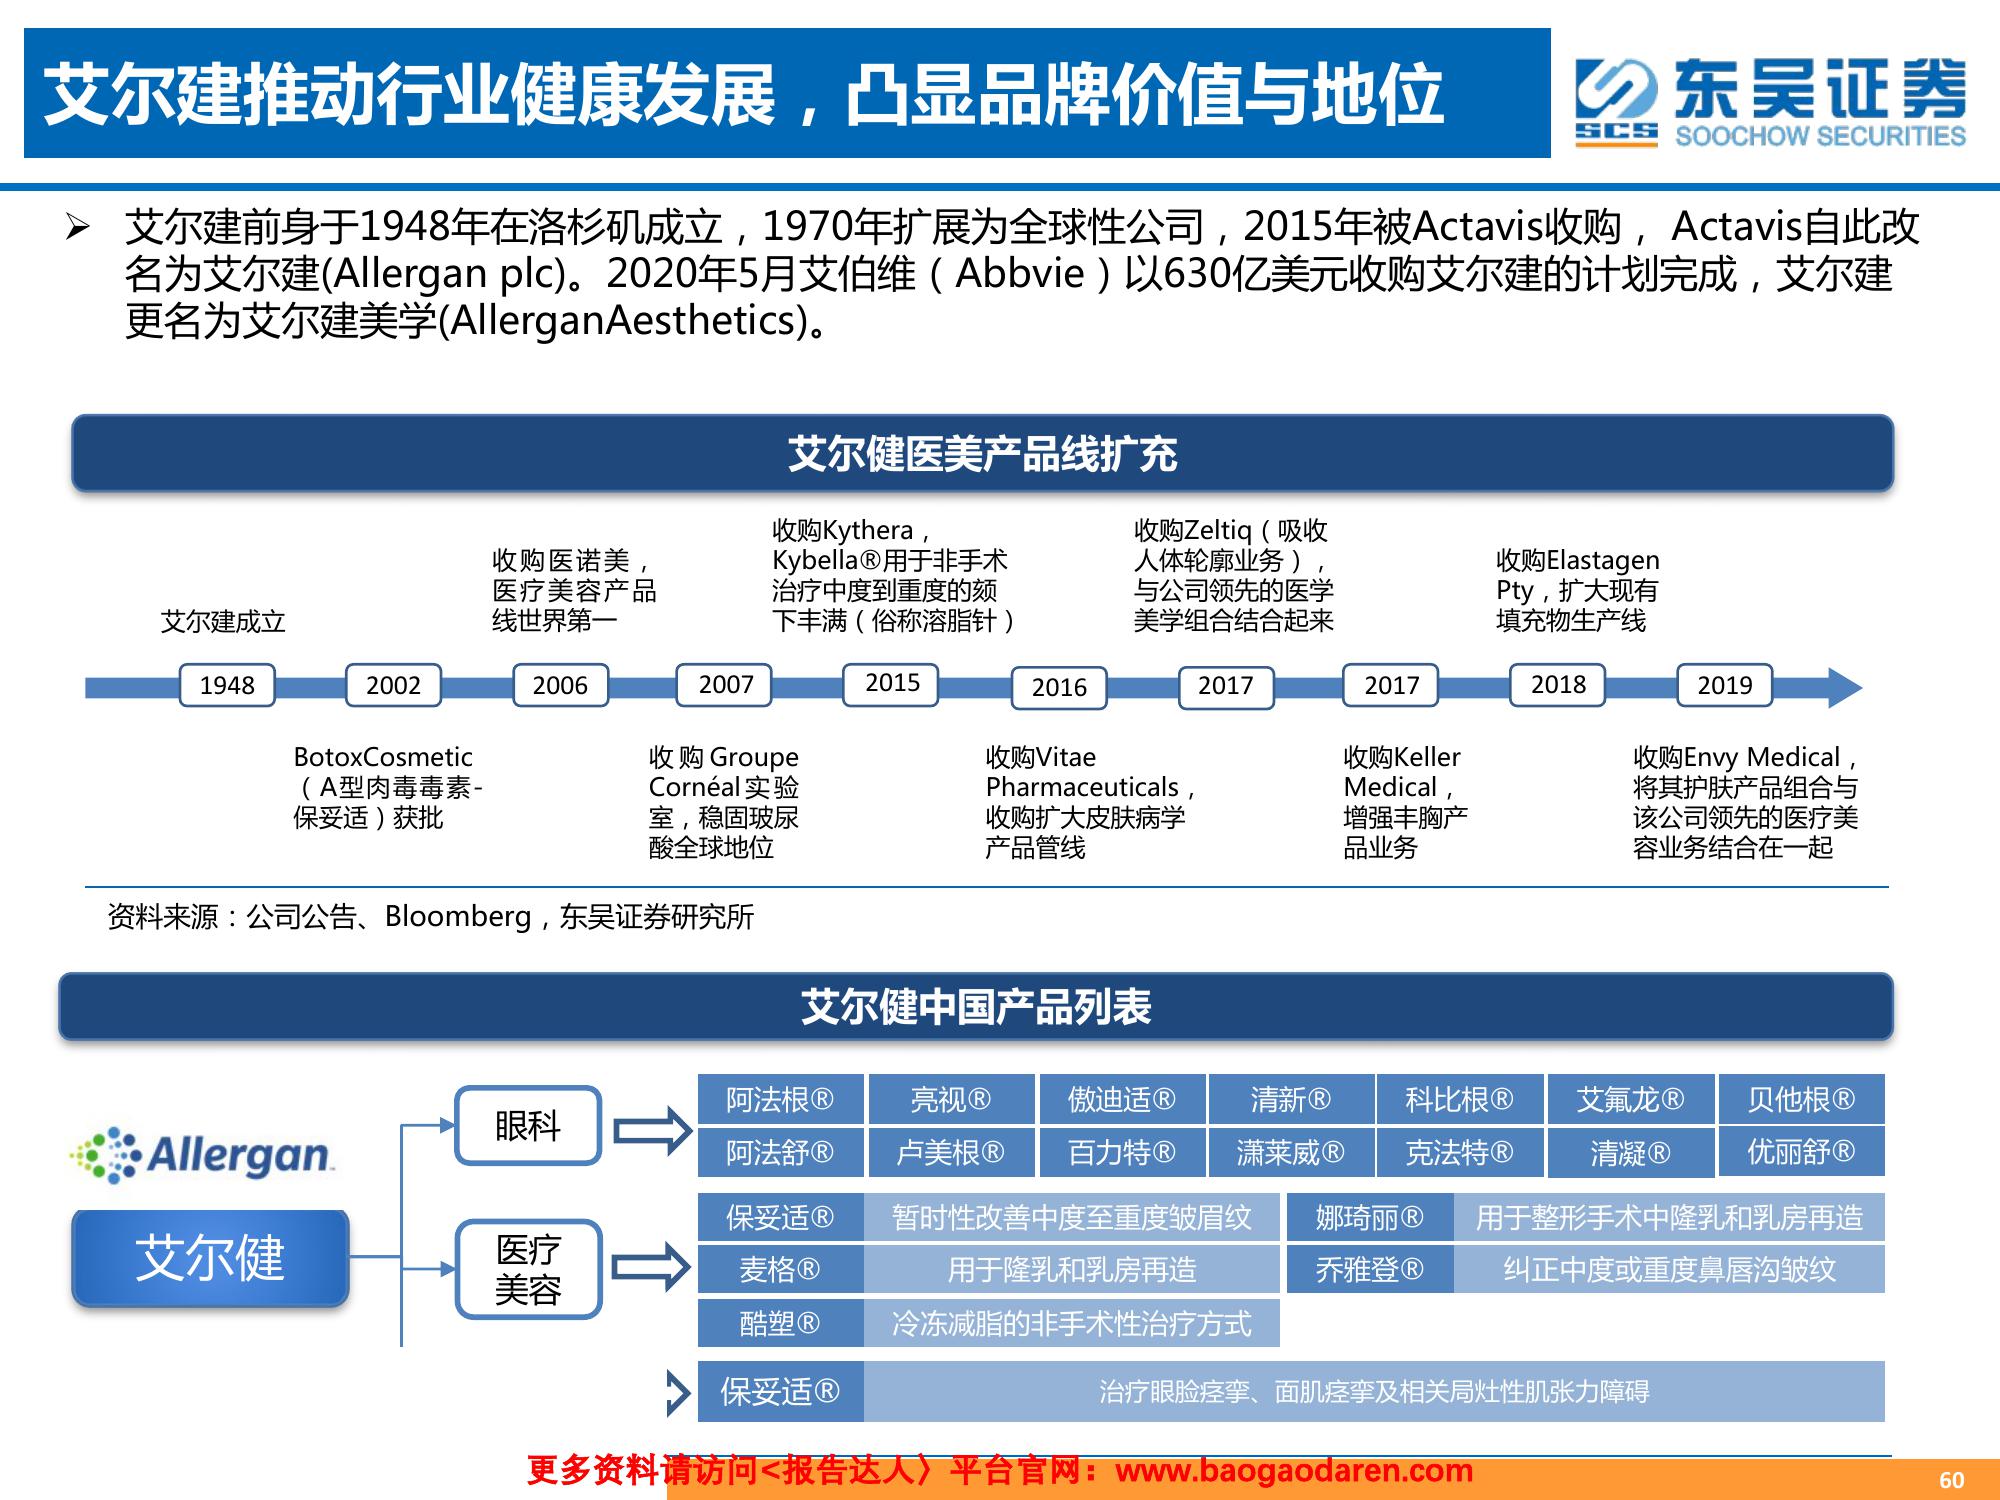 艾尔建推动行业健康发展，凸显品牌价值与地位
东吴证券
SCS
SOOCHOW SECURITIES
➢ 艾尔建前身于1948年在洛杉矶成立，1970年扩展为全球性公司，2015年被Actavis收购， Actavis自此改
名为艾尔建(Allergan plc)。2020年5月艾伯维（Abbvie）以630亿美元收购艾尔建的计划完成，艾尔建
更名为艾尔建美学(AllerganAesthetics)。
艾尔健医美产品线扩充
艾尔建成立
收购医诺美，
医疗美容产品
线世界第一
收购Kythera，
Kybella®用于非手术
治疗中度到重度的颏
下丰满（俗称溶脂针）
收购Zeltiq（吸收
人体轮廓业务），
与公司领先的医学
美学组合结合起来
收购Elastagen
Pty，扩大现有
填充物生产线
1948 2002 2006 2007 2015 2016 2017 2017 2018 2019
BotoxCosmetic
（A型肉毒毒素-
保妥适）获批
收购Groupe
Cornéal实验
室，稳固玻尿
酸全球地位
收购Vitae
Pharmaceuticals，
收购扩大皮肤病学
产品管线
收购Keller
Medical，
增强丰胸产
品业务
收购Envy Medical，
将其护肤产品组合与
该公司领先的医疗美
容业务结合在一起
资料来源：公司公告、Bloomberg，东吴证券研究所
艾尔健中国产品列表
Allergan
艾尔健
眼科
阿法根® 亮视® 傲迪适® 清新® 科比根® 艾氟龙® 贝他根®
阿法舒® 卢美根® 百力特® 潇莱威® 克法特® 清凝® 优丽舒®
医疗
美容
保妥适® 暂时性改善中度至重度皱眉纹 娜琦丽® 用于整形手术中隆乳和乳房再造
麦格® 用于隆乳和乳房再造 乔雅登® 纠正中度或重度鼻唇沟皱纹
酷塑® 冷冻减脂的非手术性治疗方式
保妥适® 治疗眼脸痉挛、面肌痉挛及相关局灶性肌张力障碍
更多资料请访问<报告达人〉平台官网：www.baogaodaren.com
60